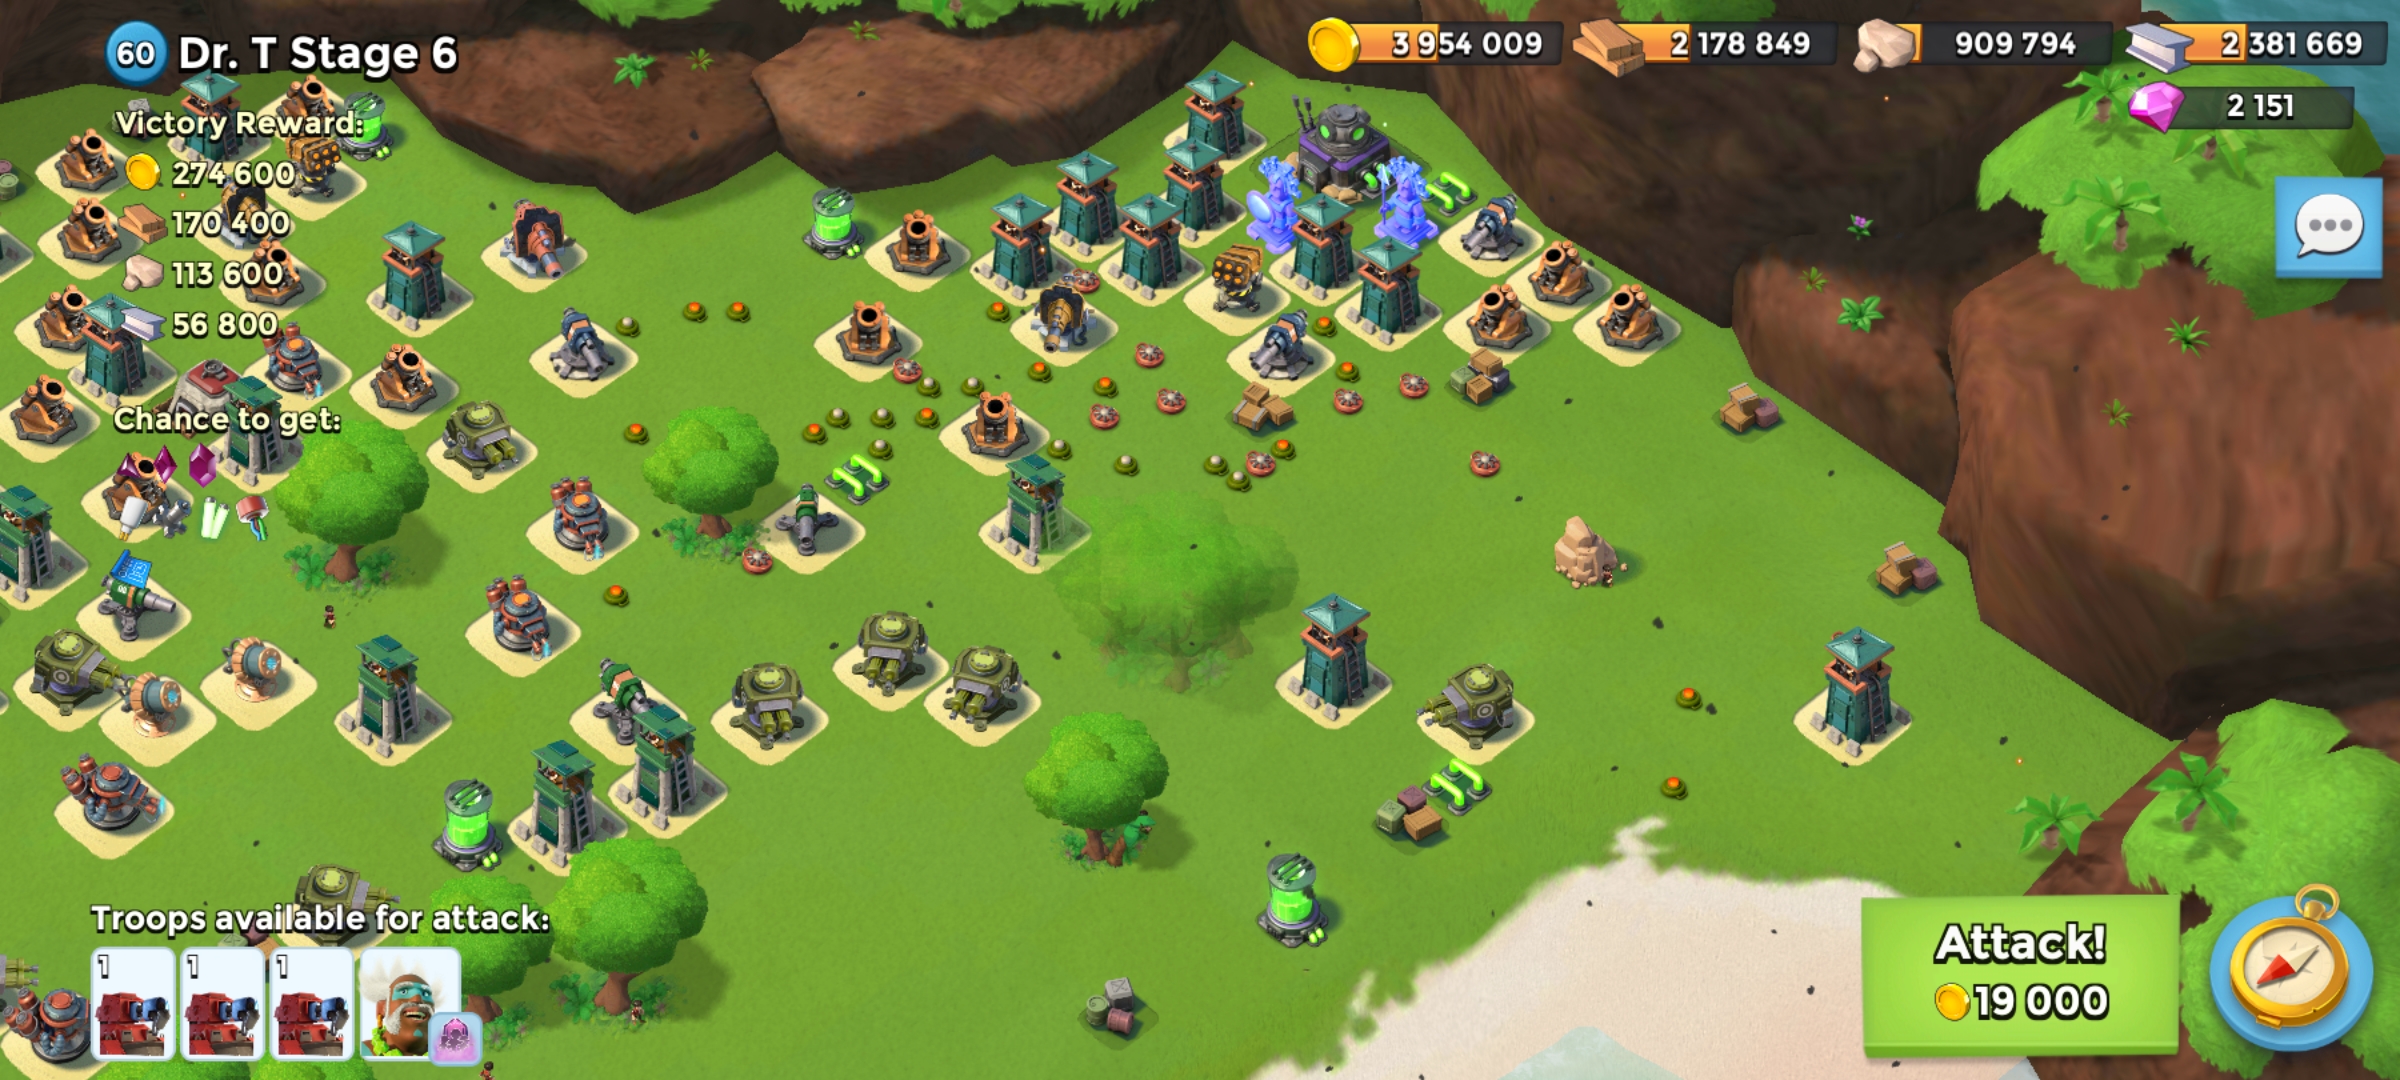 60 Dr. T Stage 6
3 954 009
2 178 849
909 794
2 381 669
2 151
Victory Reward:
274 600
170 400
113 600
56 800
Chance to get:
Troops available for attack:
1
1
1
Attack!
19 000